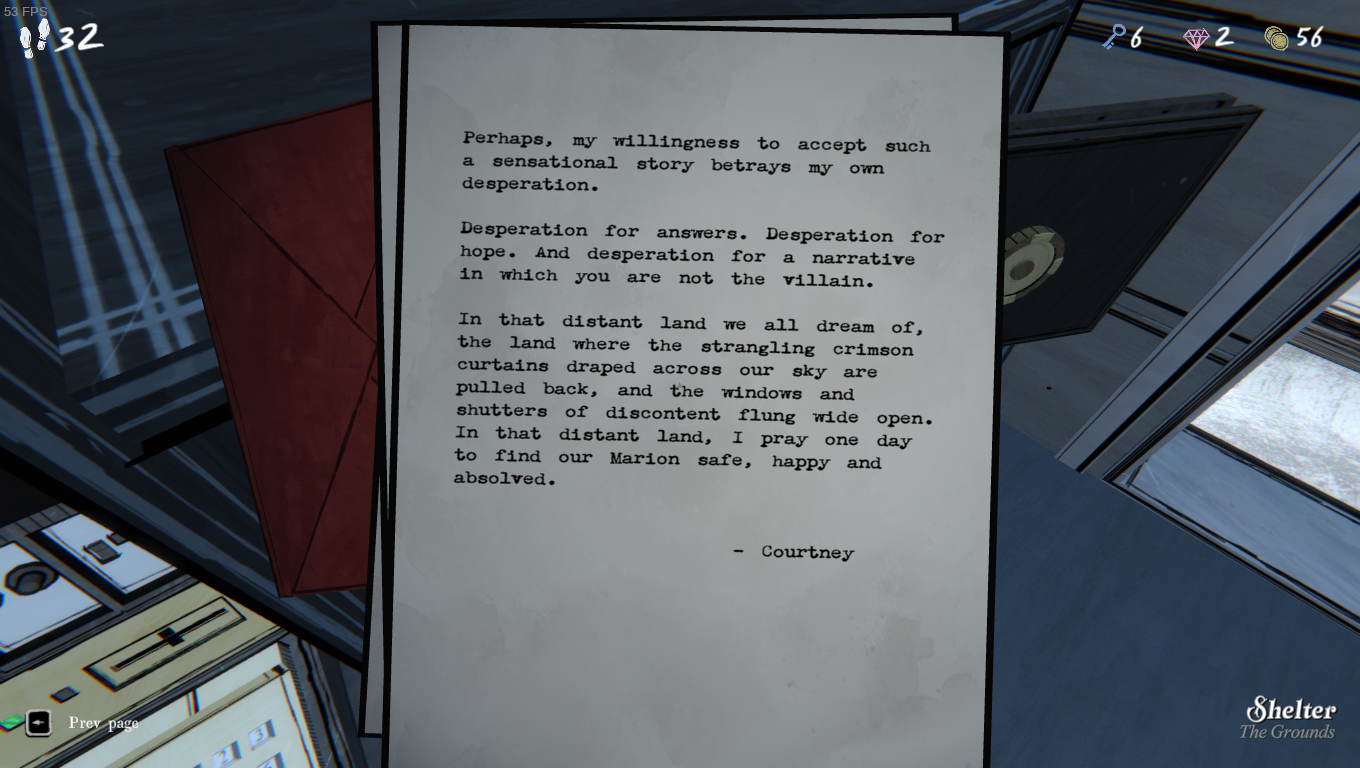 53 FPS
32
6
2
56
Perhaps, my willingness to accept such
a sensational story betrays my own
desperation.
Desperation for answers. Desperation for
hope. And desperation for a narrative
in which you are not the villain.
In that distant land we all dream of,
the land where the strangling crimson
curtains draped across our sky are
pulled back, and the windows and
shutters of discontent flung wide open.
In that distant land, I pray one day
to find our Marion safe, happy and
absolved.
- Courtney
Prev page
2 3
Shelter
The Grounds